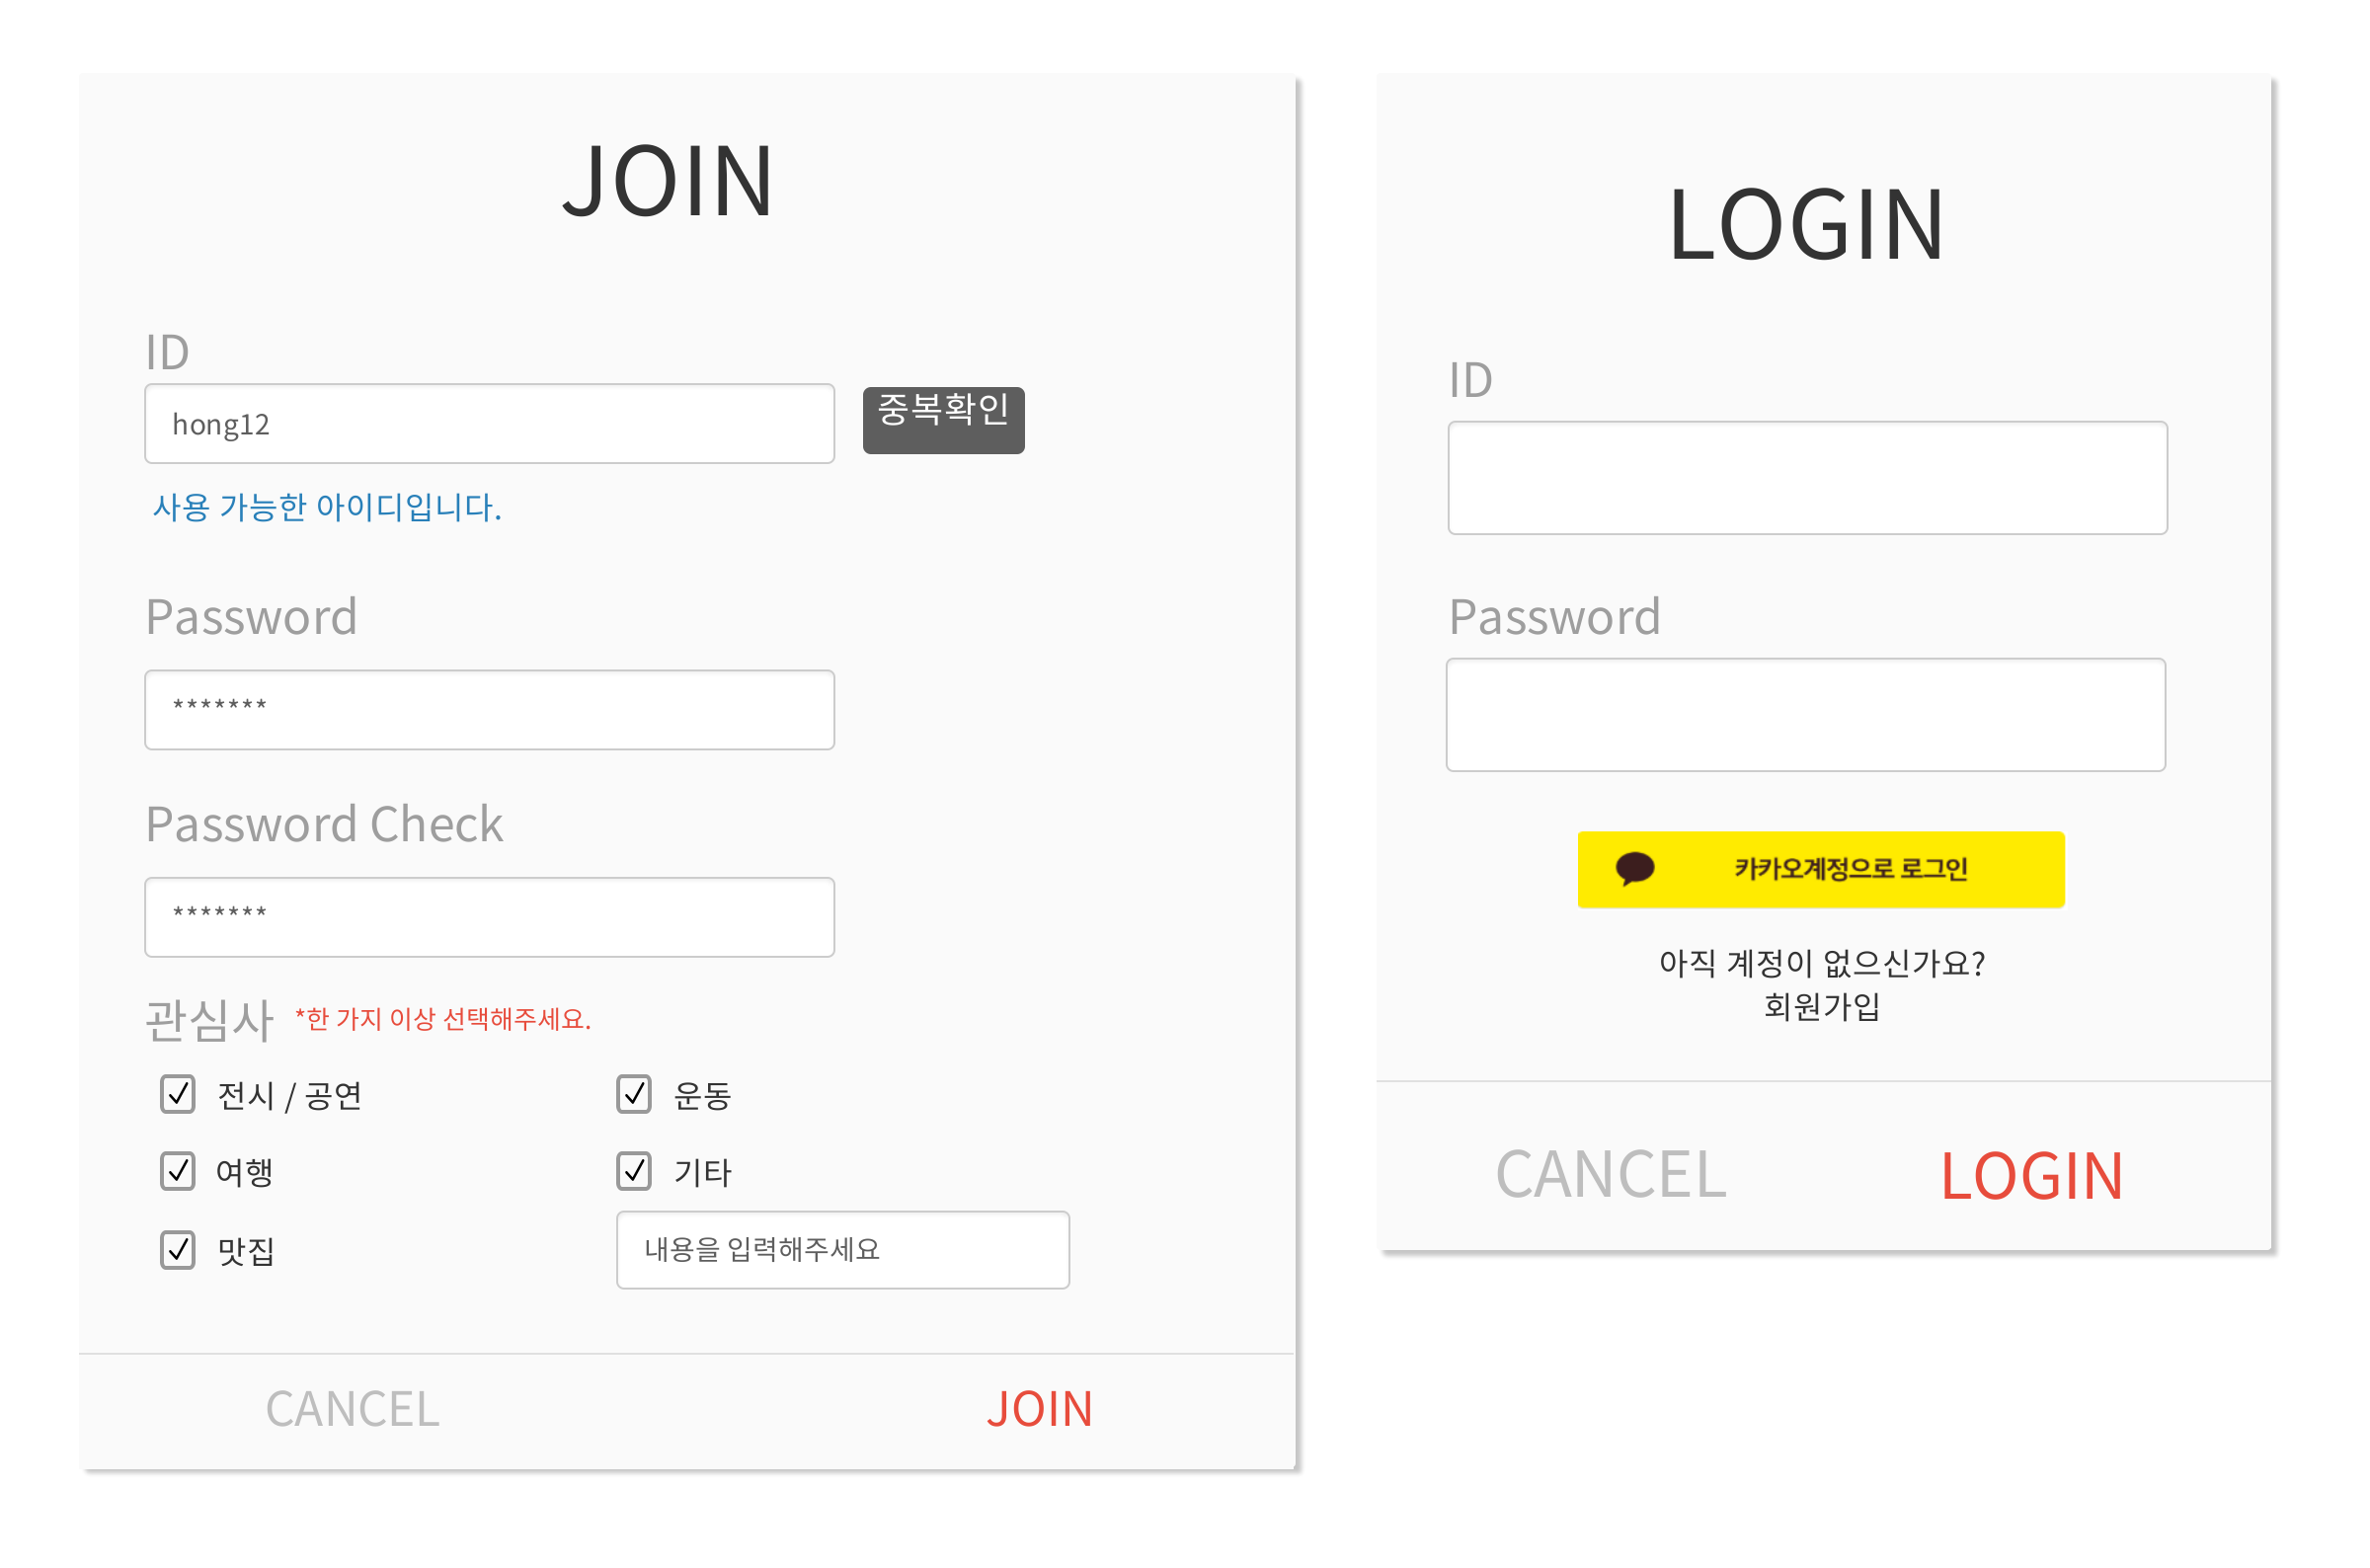 JOIN
ID
hong12
중복확인
사용 가능한 아이디입니다.
Password
*******
Password Check
*******
관심사 *한 가지 이상 선택해주세요.
전시 / 공연
운동
여행
기타
맛집
내용을 입력해주세요
CANCEL
JOIN
LOGIN
ID
Password
카카오계정으로 로그인
아직 계정이 없으신가요?
회원가입
CANCEL
LOGIN